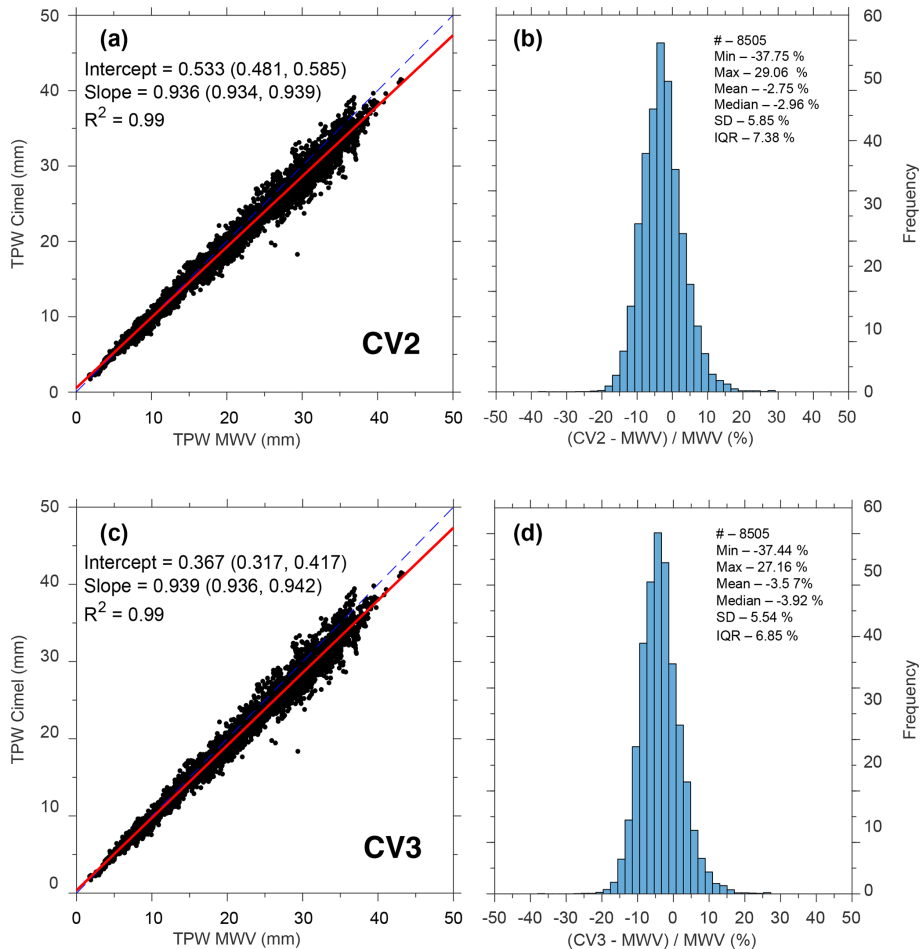 (a)
Intercept = 0.533 (0.481, 0.585)
Slope = 0.936 (0.934, 0.939)
R² = 0.99
CV2
TPW Cimel (mm)
50
40
30
20
10
0
0 10 20 30 40 50
TPW MWV (mm)
(b)
# – 8505
Min – -37.75 %
Max – 29.06 %
Mean – -2.75 %
Median – -2.96 %
SD – 5.85 %
IQR – 7.38 %
60
50
40
30
20
10
0
Frequency
-50 -40 -30 -20 -10 0 10 20 30 40 50
(CV2 - MWV) / MWV (%)
(c)
Intercept = 0.367 (0.317, 0.417)
Slope = 0.939 (0.936, 0.942)
R² = 0.99
CV3
TPW Cimel (mm)
50
40
30
20
10
0
0 10 20 30 40 50
TPW MWV (mm)
(d)
# – 8505
Min – -37.44 %
Max – 27.16 %
Mean – -3.5 7%
Median – -3.92 %
SD – 5.54 %
IQR – 6.85 %
60
50
40
30
20
10
0
Frequency
-50 -40 -30 -20 -10 0 10 20 30 40 50
(CV3 - MWV) / MWV (%)